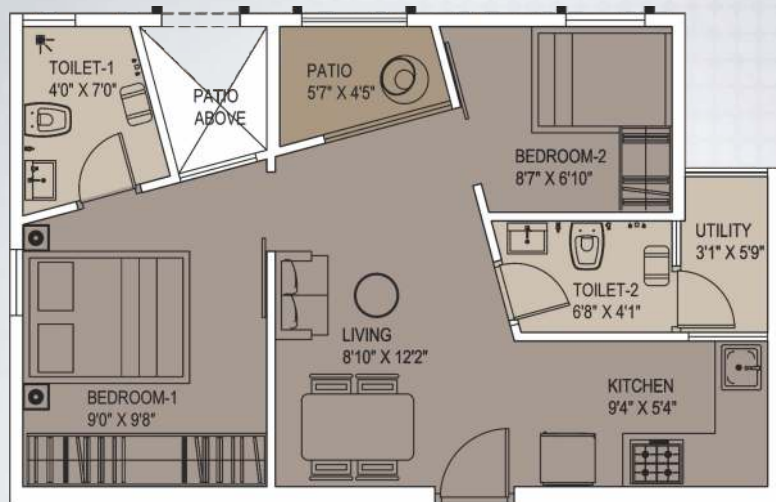 TOILET-1
4'0" X 7'0"
PATIO
ABOVE
PATIO
5'7" X 4'5"
BEDROOM-2
8'7" X 6'10"
UTILITY
3'1" X 5'9"
TOILET-2
6'8" X 4'1"
LIVING
8'10" X 12'2"
BEDROOM-1
9'0" X 9'8"
KITCHEN
9'4" X 5'4"